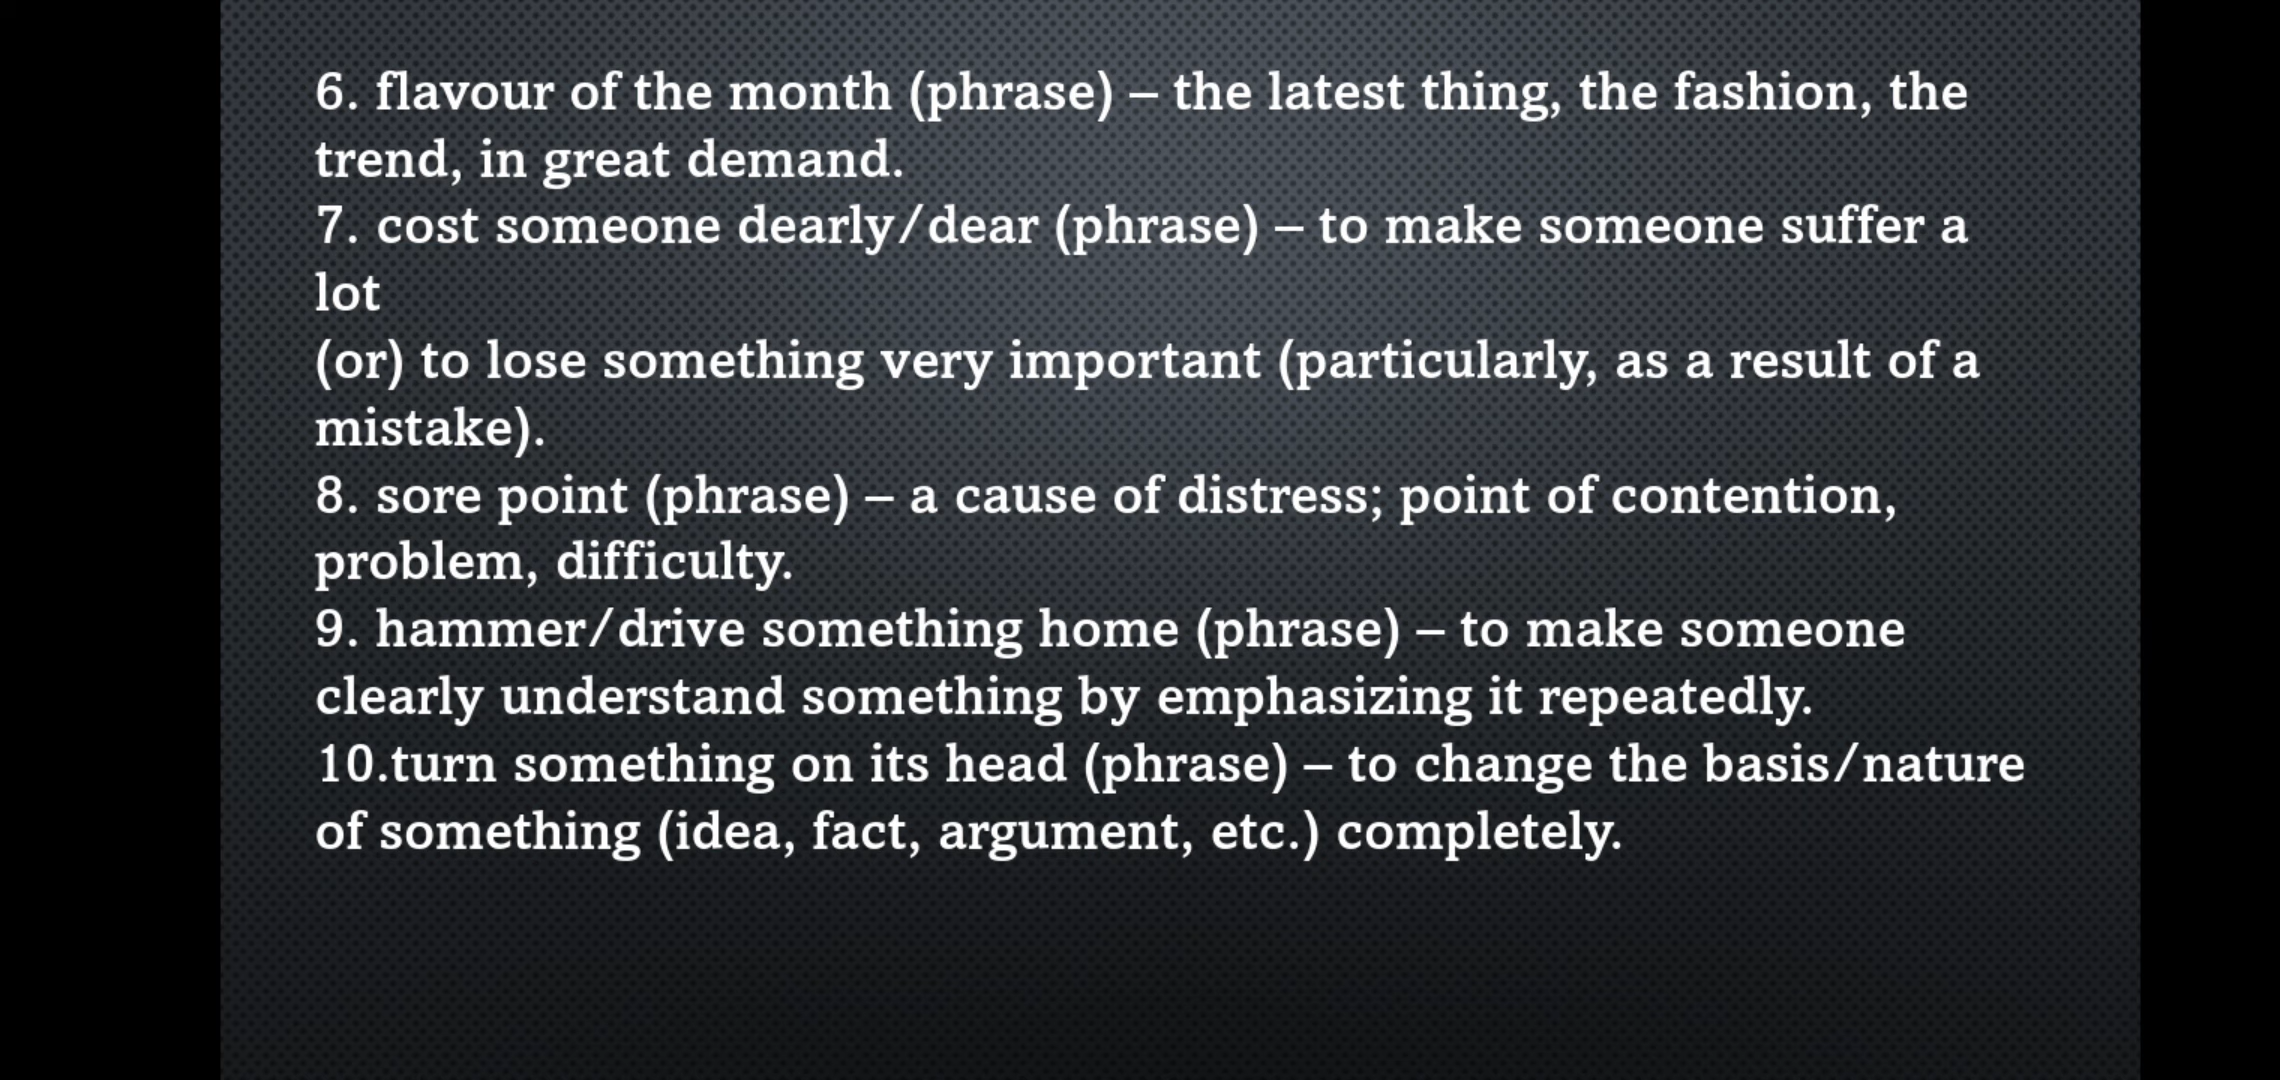 6. flavour of the month (phrase) – the latest thing, the fashion, the
trend, in great demand.
7. cost someone dearly/dear (phrase) – to make someone suffer a
lot
(or) to lose something very important (particularly, as a result of a
mistake).
8. sore point (phrase) – a cause of distress; point of contention,
problem, difficulty.
9. hammer/drive something home (phrase) – to make someone
clearly understand something by emphasizing it repeatedly.
10.turn something on its head (phrase) – to change the basis/nature
of something (idea, fact, argument, etc.) completely.